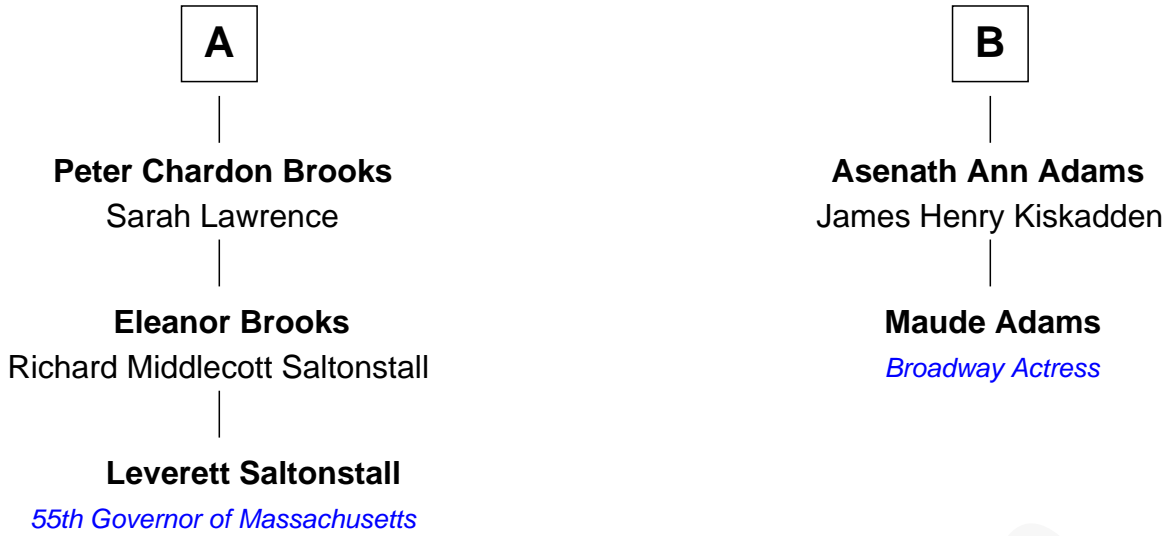 A
Peter Chardon Brooks
Sarah Lawrence
Eleanor Brooks
Richard Middlecott Saltonstall
Leverett Saltonstall
55th Governor of Massachusetts
B
Asenath Ann Adams
James Henry Kiskadden
Maude Adams
Broadway Actress